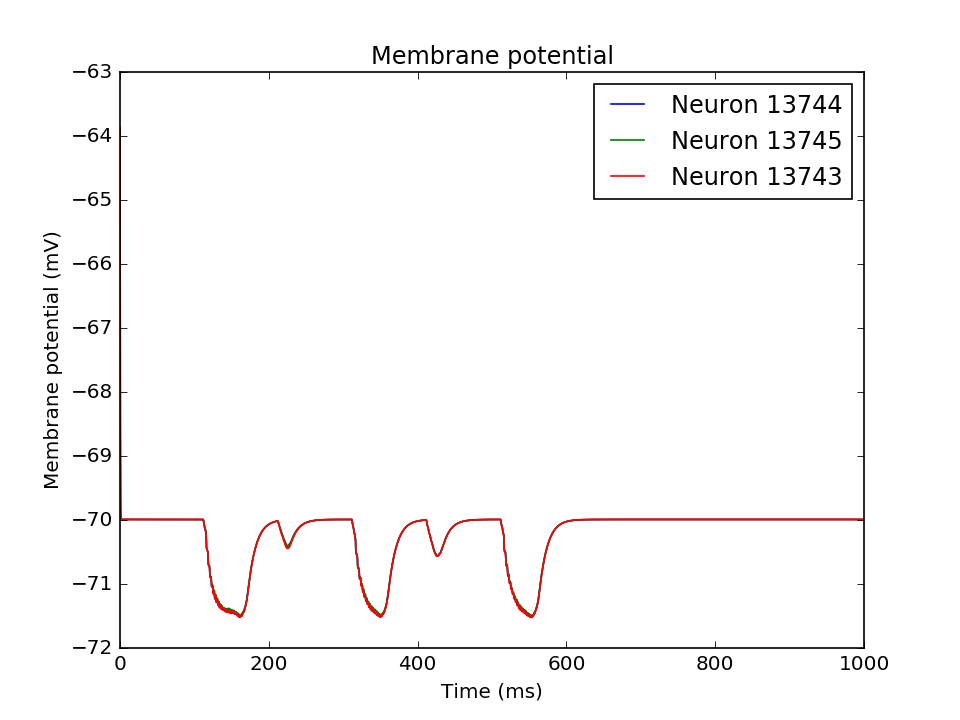 Membrane potential
Neuron 13744
Neuron 13745
Neuron 13743
Membrane potential (mV)
−63
−64
−65
−66
−67
−68
−69
−70
−71
−72
0 200 400 600 800 1000
Time (ms)